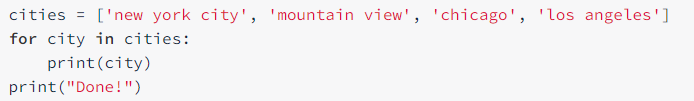 cities = ['new york city', 'mountain view', 'chicago', 'los angeles']
for city in cities:
    print(city)
print("Done!")